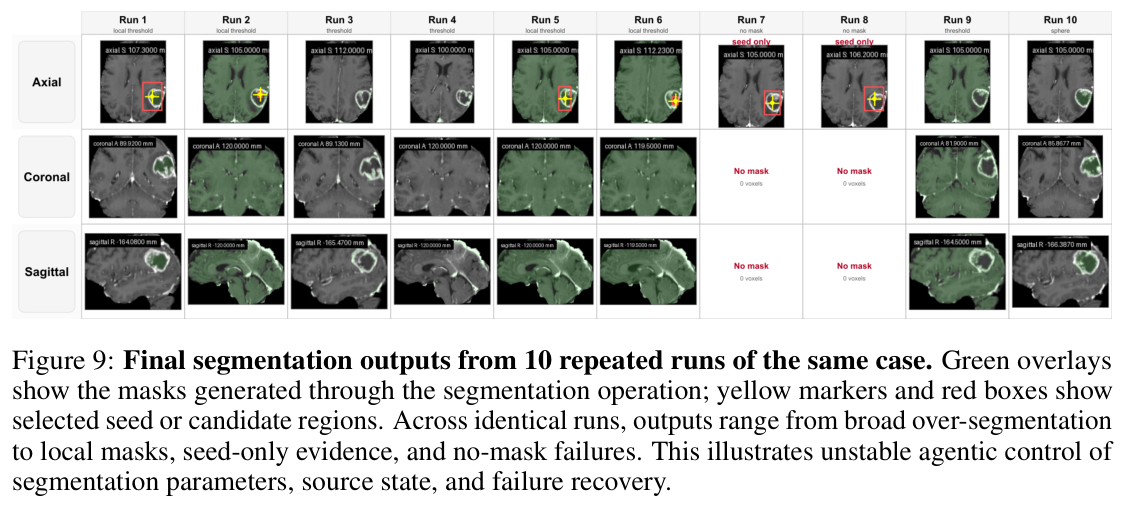 Run 1 Run 2 Run 3 Run 4 Run 5 Run 6 Run 7 Run 8 Run 9 Run 10
local threshold local threshold threshold threshold local threshold local threshold no mask no mask threshold sphere
seed only seed only
Axial
axial S: 107.3000 m axial S: 105.0000 m axial S: 112.0000 m axial S: 100.0000 m axial S: 105.0000 m axial S: 112.2300 m axial S: 105.0000 m axial S: 106.2000 m axial S: 105.0000 m axial S: 105.0000 m
Coronal
coronal A: 89.9200 mm coronal A: 120.0000 mm coronal A: 89.1300 mm coronal A: 120.0000 mm coronal A: 120.0000 mm coronal A: 119.5000 mm No mask No mask coronal A: 81.9000 mm coronal A: 85.8677 mm
0 voxels 0 voxels
Sagittal
sagittal R -164.0800 mm sagittal R -120.0000 mm sagittal R -165.4700 mm sagittal R -120.0000 mm sagittal R -120.0000 mm sagittal R -119.5000 mm No mask No mask sagittal R -164.5000 mm sagittal R -166.3870 mm
0 voxels 0 voxels
Figure 9: Final segmentation outputs from 10 repeated runs of the same case. Green overlays
show the masks generated through the segmentation operation; yellow markers and red boxes show
selected seed or candidate regions. Across identical runs, outputs range from broad over-segmentation
to local masks, seed-only evidence, and no-mask failures. This illustrates unstable agentic control of
segmentation parameters, source state, and failure recovery.